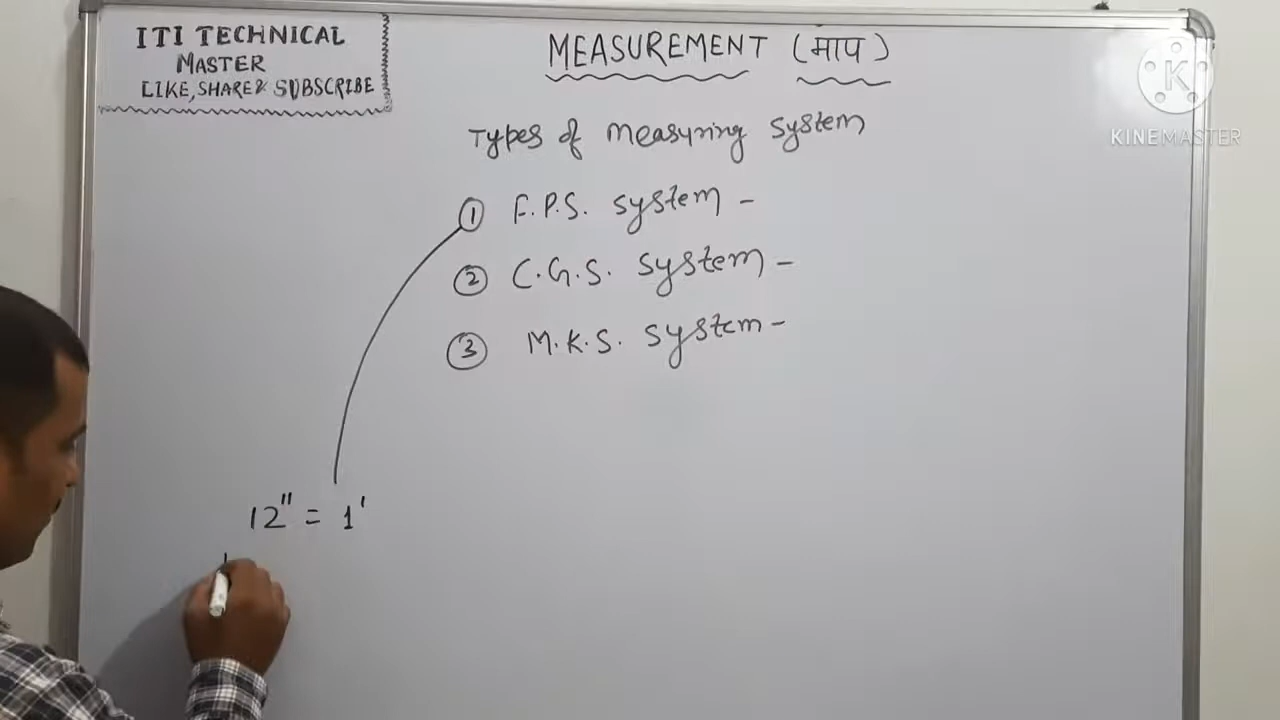 ITI TECHNICAL
MASTER
LIKE, SHARE & SUBSCRIBE
MEASUREMENT (माप)
KINEMASTER
Types of measuring system
① F.P.S. system -
② C.G.S. system -
③ M.K.S. system -
12" = 1'